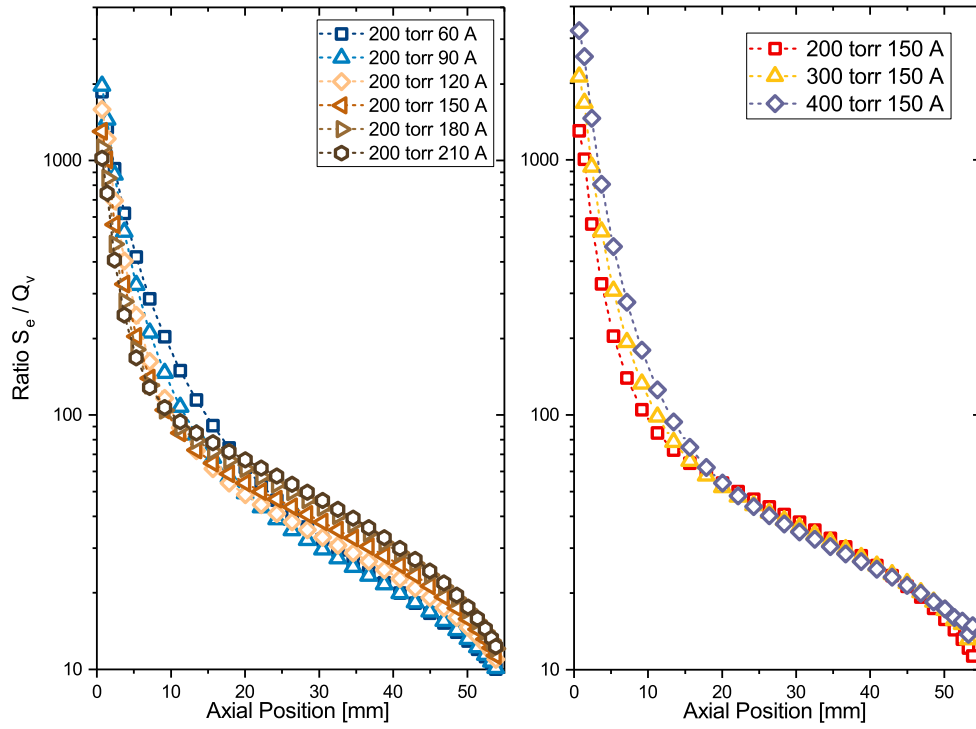 200 torr 60 A
200 torr 90 A
200 torr 120 A
200 torr 150 A
200 torr 180 A
200 torr 210 A
1000
100
10
Ratio S_e / Q_v
0 10 20 30 40 50
Axial Position [mm]
200 torr 150 A
300 torr 150 A
400 torr 150 A
1000
100
10
0 10 20 30 40 50
Axial Position [mm]